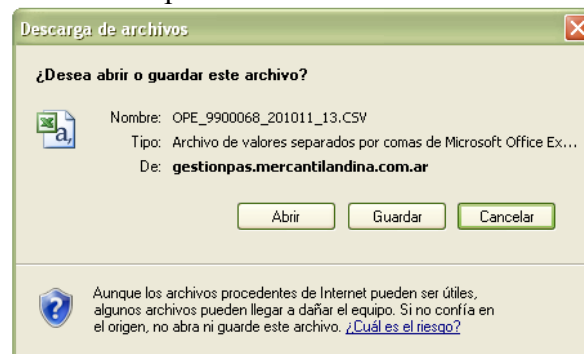 Descarga de archivos
¿Desea abrir o guardar este archivo?
Nombre: OPE_9900068_201011_13.CSV
Tipo: Archivo de valores separados por comas de Microsoft Office Ex...
De: gestionpas.mercantilandina.com.ar
Abrir Guardar Cancelar
Aunque los archivos procedentes de Internet pueden ser útiles,
algunos archivos pueden llegar a dañar el equipo. Si no confía en
el origen, no abra ni guarde este archivo. ¿Cuál es el riesgo?